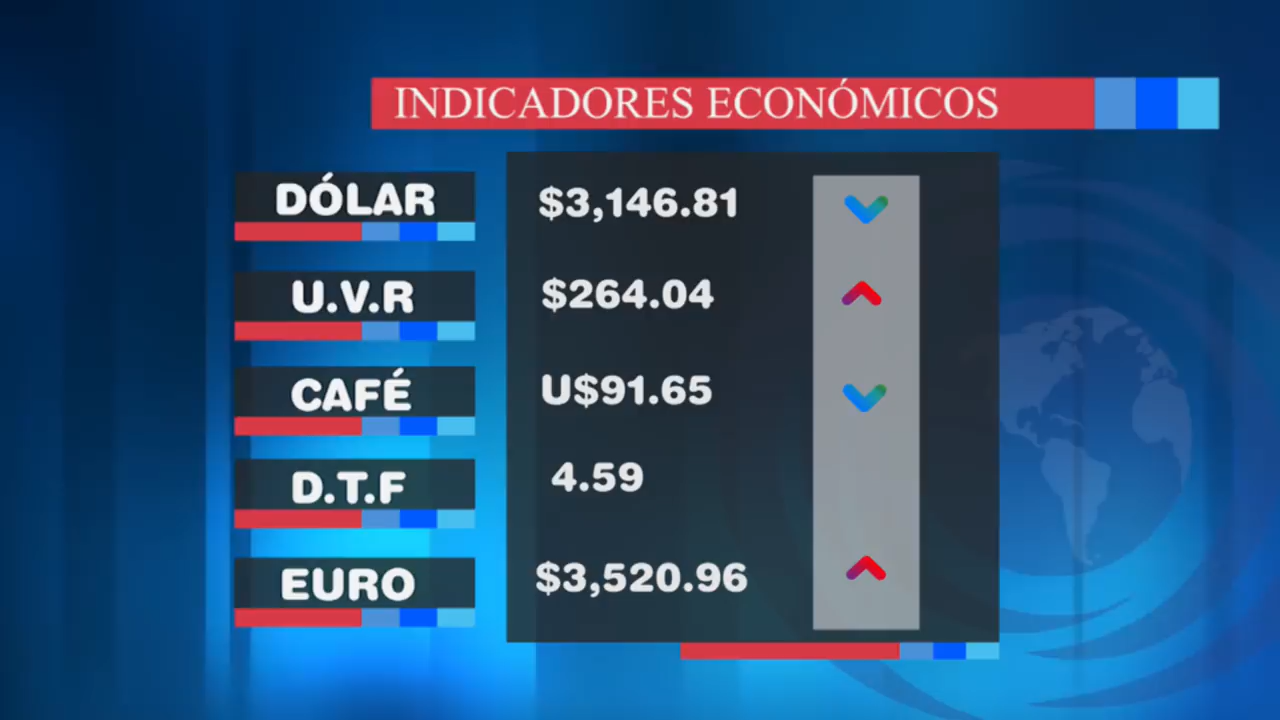 INDICADORES ECONÓMICOS
DÓLAR $3,146.81
U.V.R $264.04
CAFÉ U$91.65
D.T.F 4.59
EURO $3,520.96